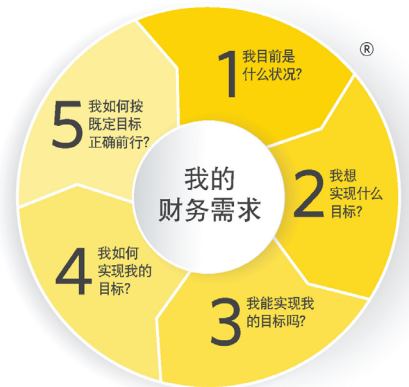 1 我目前是
什么状况?
®
2 我想
实现什么
目标?
3 我能实现我
的目标吗?
4 我如何
实现我的
目标?
5 我如何按
既定目标
正确前行?
我的
财务需求